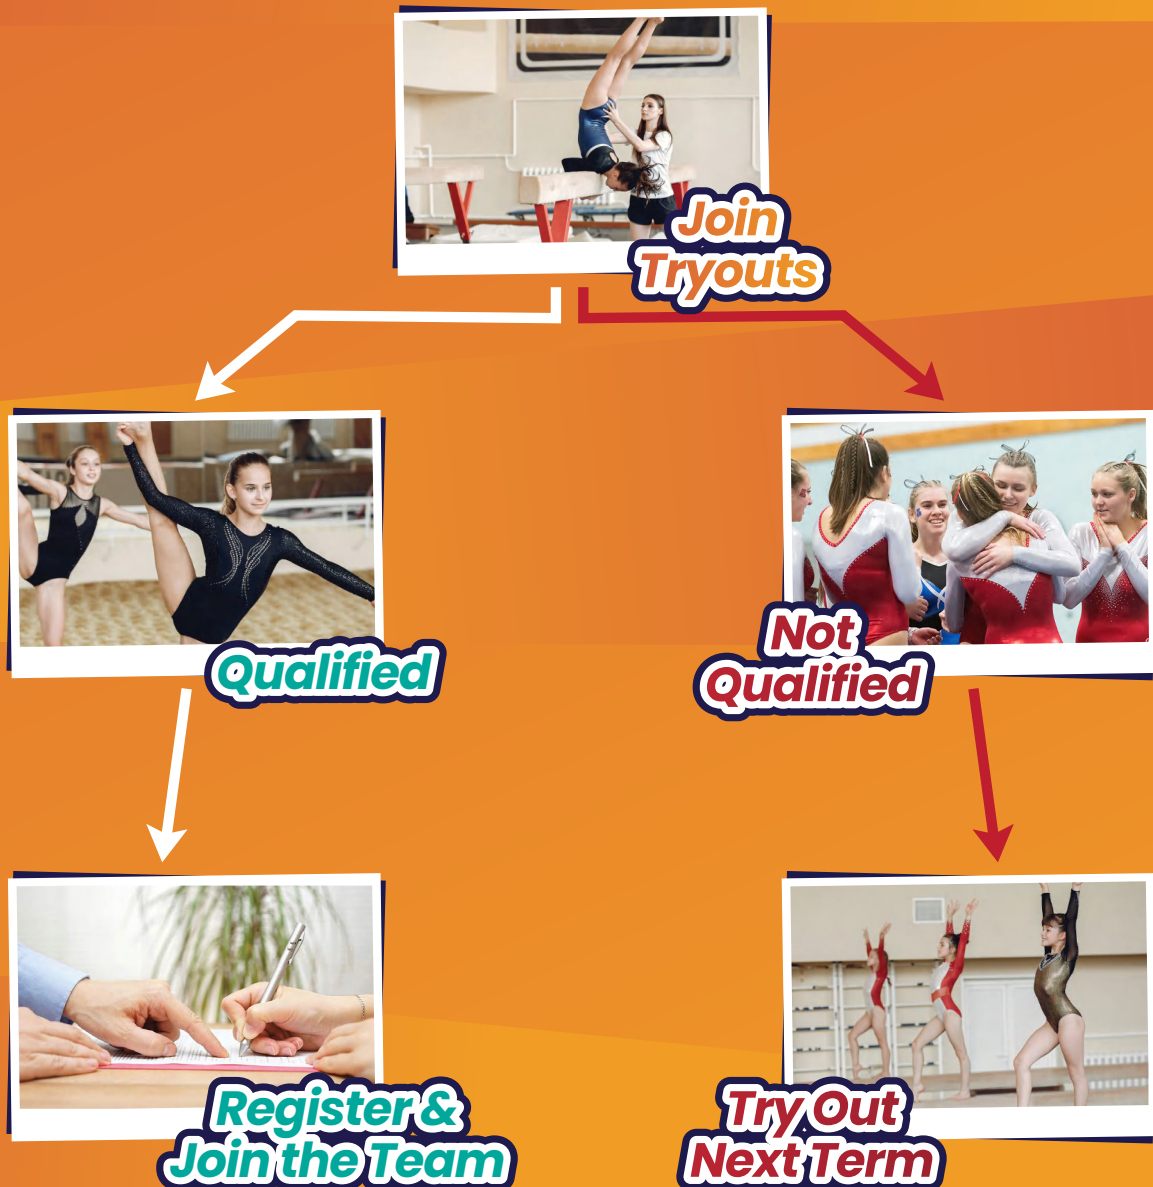 Join
Tryouts
Qualified
Not
Qualified
Register &
Join the Team
Try Out
Next Term